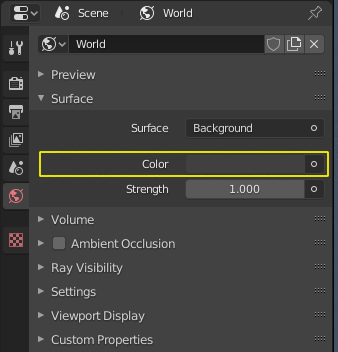 Scene World
World
Preview
Surface
Surface Background
Color
Strength 1.000
Volume
Ambient Occlusion
Ray Visibility
Settings
Viewport Display
Custom Properties